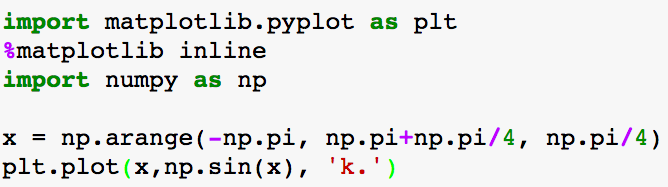 import matplotlib.pyplot as plt
%matplotlib inline
import numpy as np
x = np.arange(-np.pi, np.pi+np.pi/4, np.pi/4)
plt.plot(x,np.sin(x), 'k.')